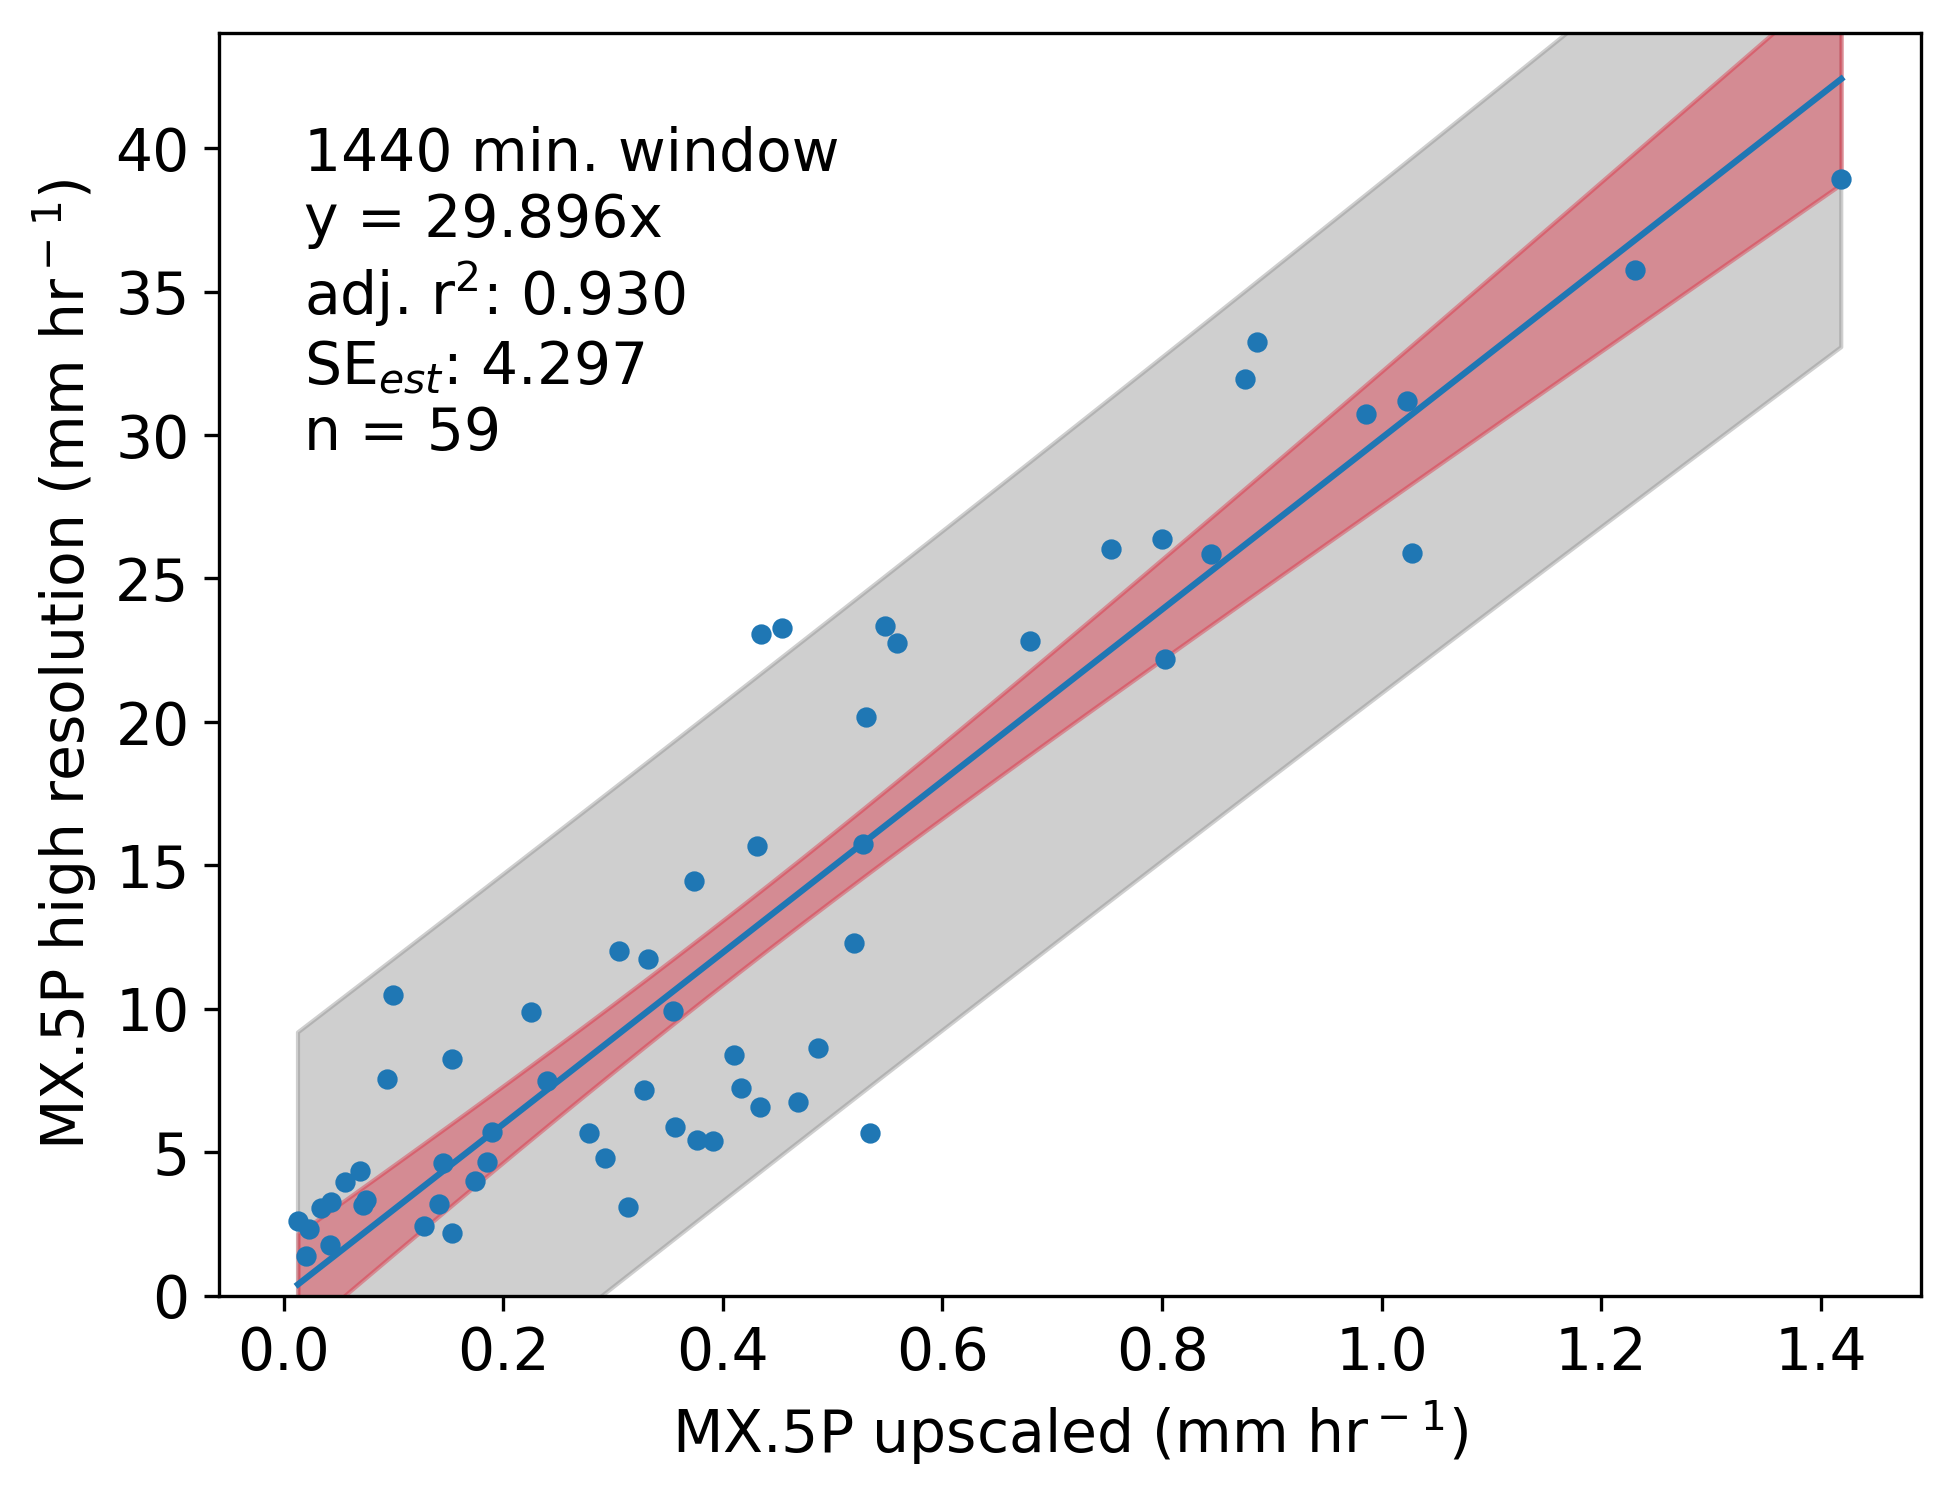 1440 min. window
y = 29.896x
adj. r²: 0.930
SEest: 4.297
n = 59
MX.5P high resolution (mm hr⁻¹)
40
35
30
25
20
15
10
5
0
0.0 0.2 0.4 0.6 0.8 1.0 1.2 1.4
MX.5P upscaled (mm hr⁻¹)